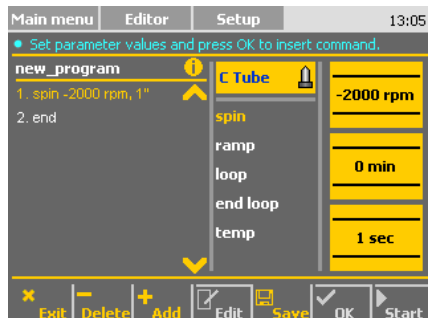 Main menu Editor Setup 13:05
• Set parameter values and press OK to insert command.
new_program i
1. spin -2000 rpm, 1"
2. end
C Tube
spin
ramp
loop
end loop
temp
-2000 rpm
0 min
1 sec
Exit Delete Add Edit Save OK Start